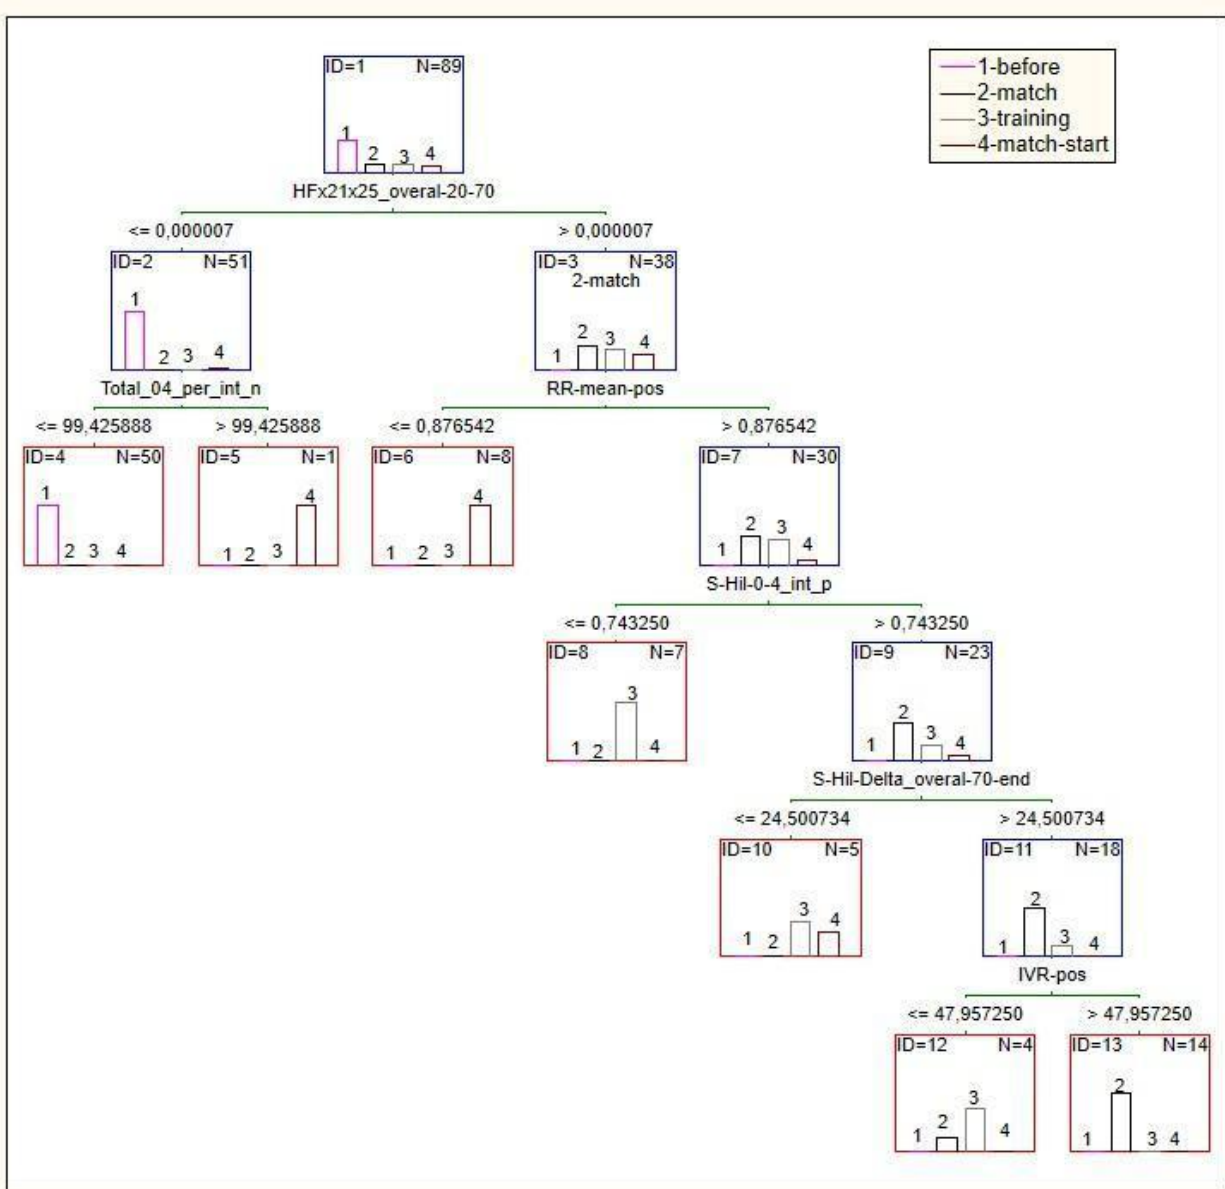 ID=1 N=89
1 2 3 4
HFx21x25_overal-20-70
1-before
2-match
3-training
4-match-start
<= 0,000007 > 0,000007
ID=2 N=51
1 2 3 4
Total_04_per_int_n
ID=3 N=38
2-match
1 2 3 4
RR-mean-pos
<= 99,425888 > 99,425888 <= 0,876542 > 0,876542
ID=4 N=50
1 2 3 4
ID=5 N=1
1 2 3 4
ID=6 N=8
1 2 3 4
ID=7 N=30
1 2 3 4
S-Hil-0-4_int_p
<= 0,743250 > 0,743250
ID=8 N=7
1 2 3 4
ID=9 N=23
1 2 3 4
S-Hil-Delta_overal-70-end
<= 24,500734 > 24,500734
ID=10 N=5
1 2 3 4
ID=11 N=18
1 2 3 4
IVR-pos
<= 47,957250 > 47,957250
ID=12 N=4
1 2 3 4
ID=13 N=14
1 2 3 4